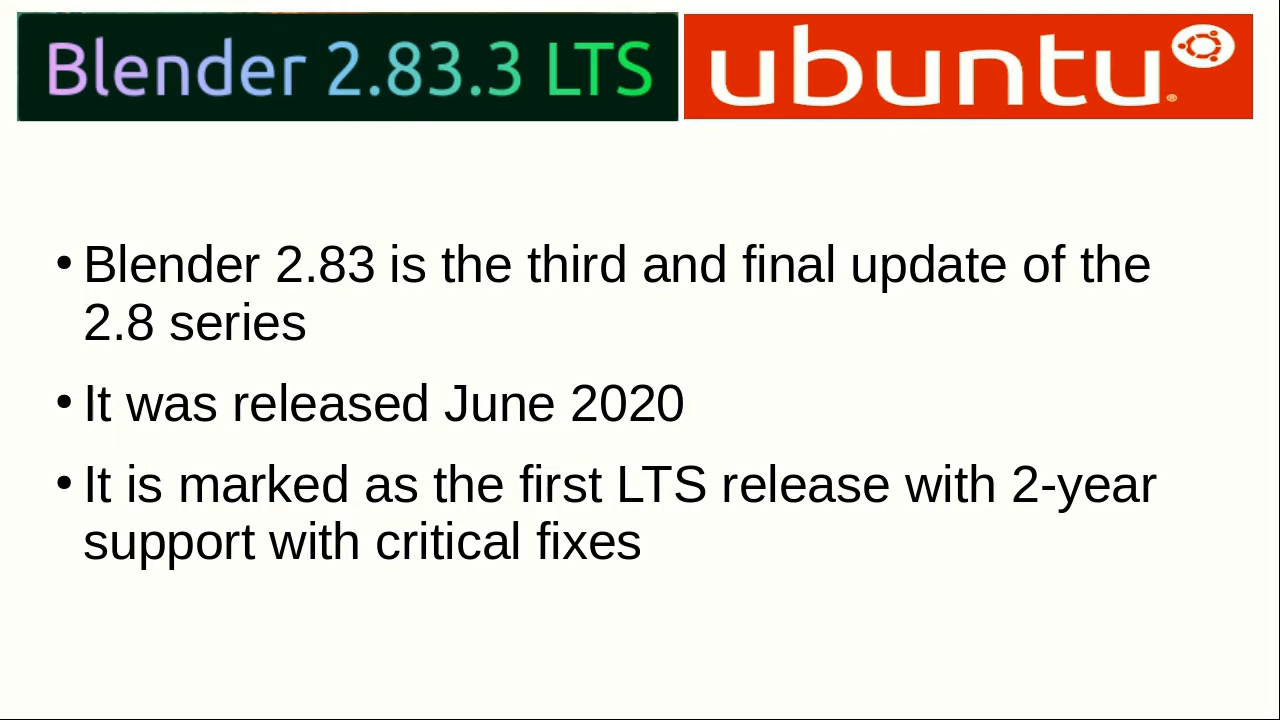 Blender 2.83.3 LTS
ubuntu®
• Blender 2.83 is the third and final update of the
2.8 series
• It was released June 2020
• It is marked as the first LTS release with 2-year
support with critical fixes